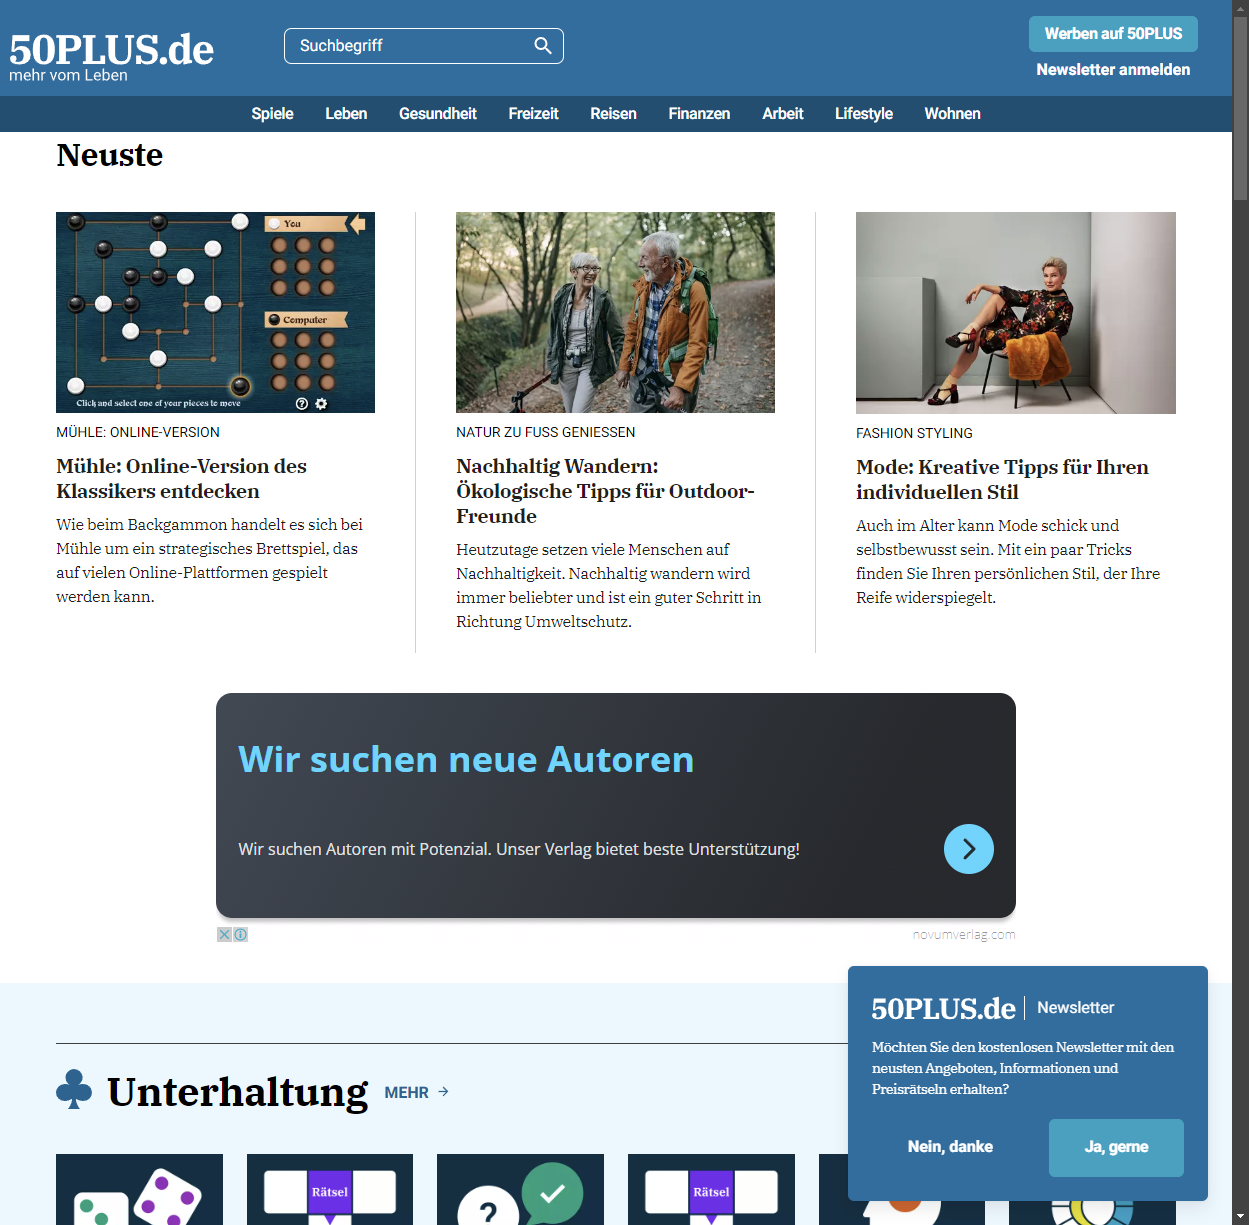 50PLUS.de
mehr vom Leben
Suchbegriff
Werben auf 50PLUS
Newsletter anmelden
Spiele Leben Gesundheit Freizeit Reisen Finanzen Arbeit Lifestyle Wohnen
Neuste
You
Computer
Click and select one of your pieces to move
MÜHLE: ONLINE-VERSION
Mühle: Online-Version des
Klassikers entdecken
Wie beim Backgammon handelt es sich bei
Mühle um ein strategisches Brettspiel, das
auf vielen Online-Plattformen gespielt
werden kann.
NATUR ZU FUSS GENIESSEN
Nachhaltig Wandern:
Ökologische Tipps für Outdoor-
Freunde
Heutzutage setzen viele Menschen auf
Nachhaltigkeit. Nachhaltig wandern wird
immer beliebter und ist ein guter Schritt in
Richtung Umweltschutz.
FASHION STYLING
Mode: Kreative Tipps für Ihren
individuellen Stil
Auch im Alter kann Mode schick und
selbstbewusst sein. Mit ein paar Tricks
finden Sie Ihren persönlichen Stil, der Ihre
Reife widerspiegelt.
Wir suchen neue Autoren
Wir suchen Autoren mit Potenzial. Unser Verlag bietet beste Unterstützung!
novumverlag.com
50PLUS.de | Newsletter
Möchten Sie den kostenlosen Newsletter mit den
neusten Angeboten, Informationen und
Preisrätseln erhalten?
Nein, danke
Ja, gerne
Unterhaltung MEHR →
Rätsel
?
Rätsel